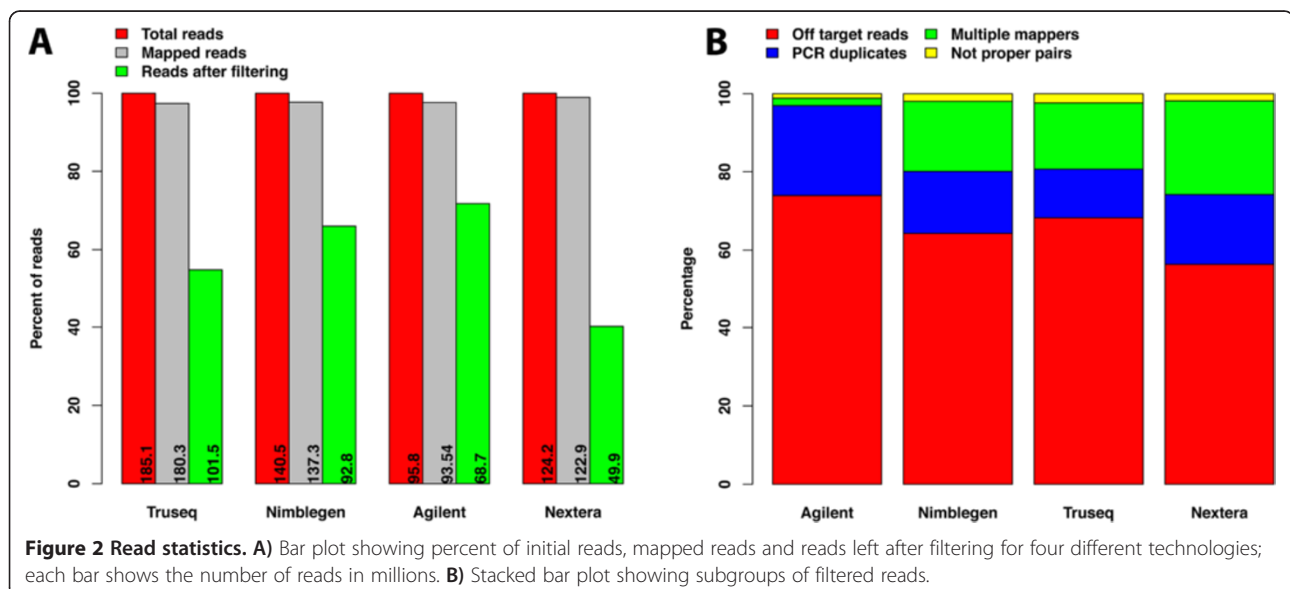 A
Total reads
Mapped reads
Reads after filtering
Percent of reads
100
80
60
40
20
0
185.1
180.3
101.5
140.5
137.3
92.8
95.8
93.54
68.7
124.2
122.9
49.9
Truseq
Nimblegen
Agilent
Nextera
B
Off target reads
PCR duplicates
Multiple mappers
Not proper pairs
Percentage
100
80
60
40
20
0
Agilent
Nimblegen
Truseq
Nextera
Figure 2 Read statistics. A) Bar plot showing percent of initial reads, mapped reads and reads left after filtering for four different technologies;
each bar shows the number of reads in millions. B) Stacked bar plot showing subgroups of filtered reads.